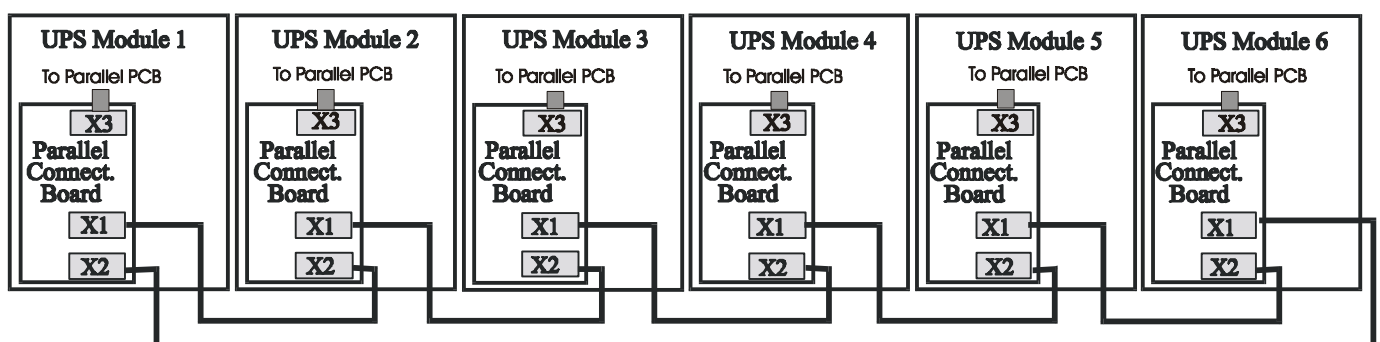 UPS Module 1
To Parallel PCB
X3
Parallel
Connect.
Board
X1
X2
UPS Module 2
To Parallel PCB
X3
Parallel
Connect.
Board
X1
X2
UPS Module 3
To Parallel PCB
X3
Parallel
Connect.
Board
X1
X2
UPS Module 4
To Parallel PCB
X3
Parallel
Connect.
Board
X1
X2
UPS Module 5
To Parallel PCB
X3
Parallel
Connect.
Board
X1
X2
UPS Module 6
To Parallel PCB
X3
Parallel
Connect.
Board
X1
X2